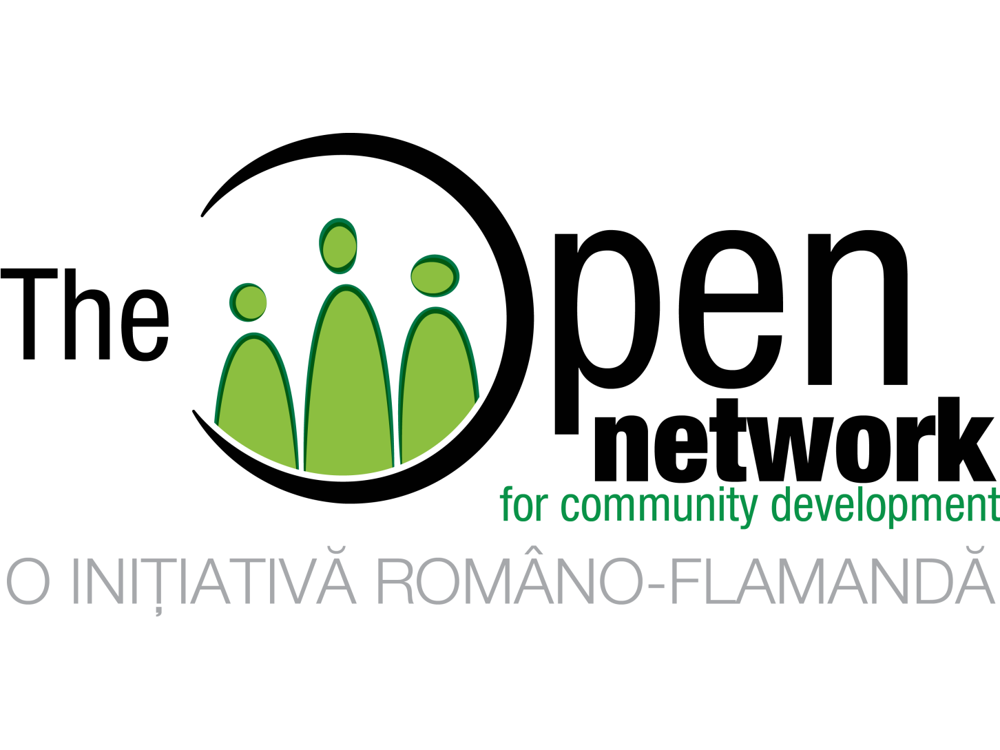 The Open
network
for community development
O INIȚIATIVĂ ROMÂNO-FLAMANDĂ